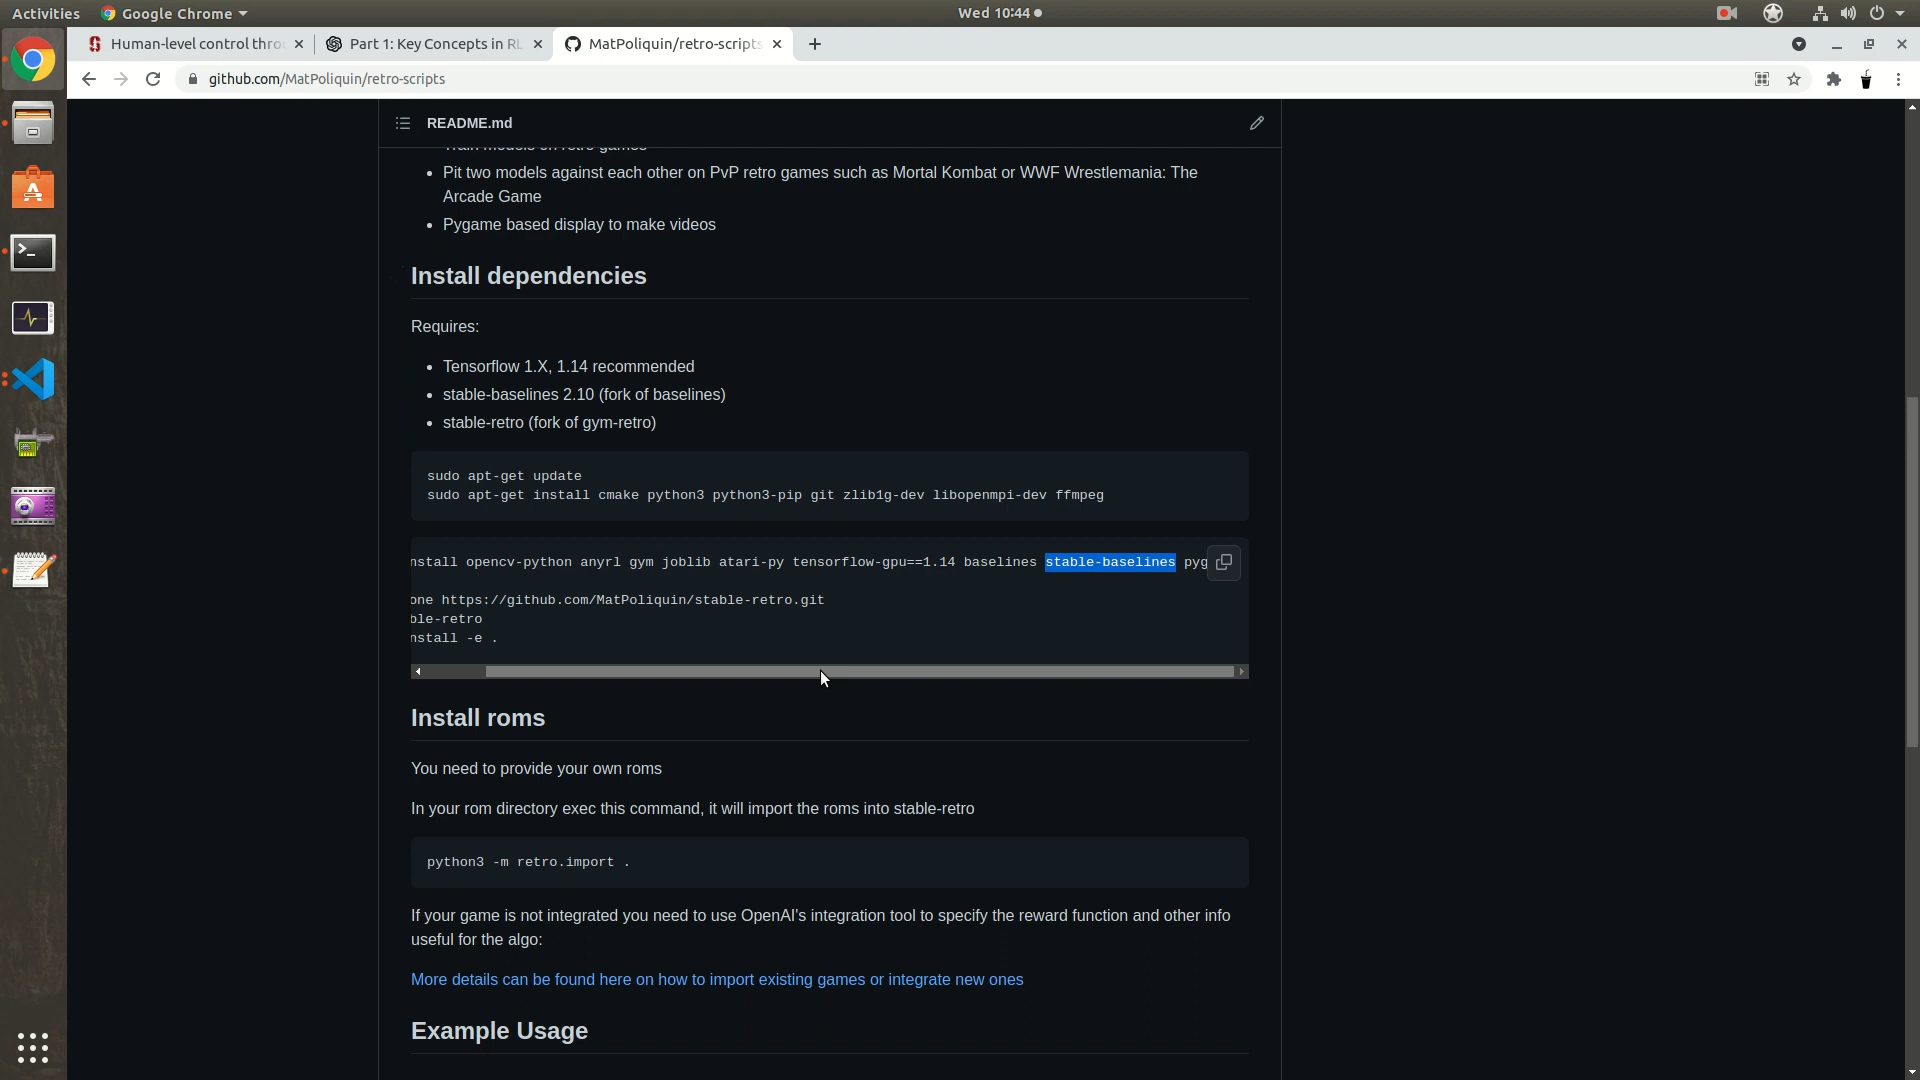 Activities
Google Chrome
Wed 10:44
Human-level control thro
Part 1: Key Concepts in RL
MatPoliquin/retro-scripts
github.com/MatPoliquin/retro-scripts
README.md
Train models on retro games
Pit two models against each other on PvP retro games such as Mortal Kombat or WWF Wrestlemania: The
Arcade Game
Pygame based display to make videos
Install dependencies
Requires:
Tensorflow 1.X, 1.14 recommended
stable-baselines 2.10 (fork of baselines)
stable-retro (fork of gym-retro)
sudo apt-get update
sudo apt-get install cmake python3 python3-pip git zlib1g-dev libopenmpi-dev ffmpeg
nstall opencv-python anyrl gym joblib atari-py tensorflow-gpu==1.14 baselines stable-baselines pyg
one https://github.com/MatPoliquin/stable-retro.git
ble-retro
nstall -e .
Install roms
You need to provide your own roms
In your rom directory exec this command, it will import the roms into stable-retro
python3 -m retro.import .
If your game is not integrated you need to use OpenAI's integration tool to specify the reward function and other info
useful for the algo:
More details can be found here on how to import existing games or integrate new ones
Example Usage